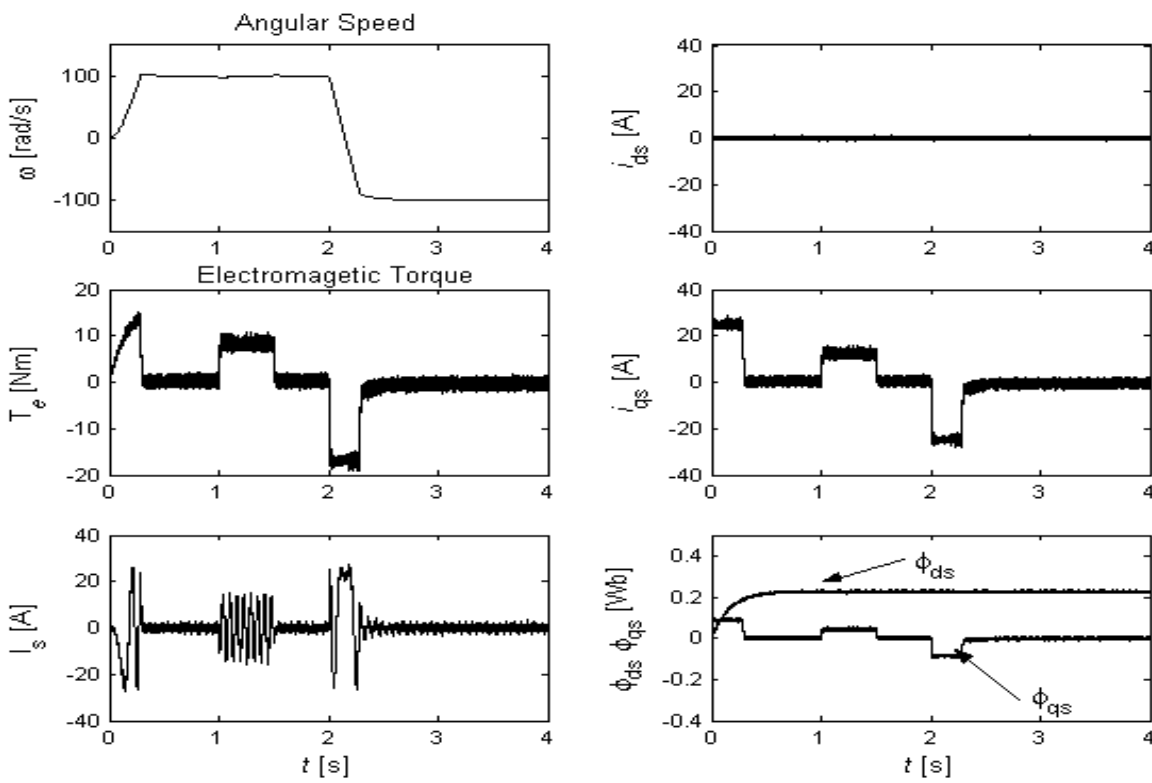 Angular Speed
ω [rad/s]
100
0
-100
0 1 2 3 4
i_ds [A]
40
20
0
-20
-40
0 1 2 3 4
Electromagetic Torque
T_e [Nm]
20
10
0
-10
-20
0 1 2 3 4
i_qs [A]
40
20
0
-20
-40
0 1 2 3 4
I_s [A]
40
20
0
-20
-40
0 1 2 3 4
t [s]
ϕ_ds ϕ_qs [Wb]
0.4
0.2
0
-0.2
-0.4
ϕ_ds
ϕ_qs
0 1 2 3 4
t [s]